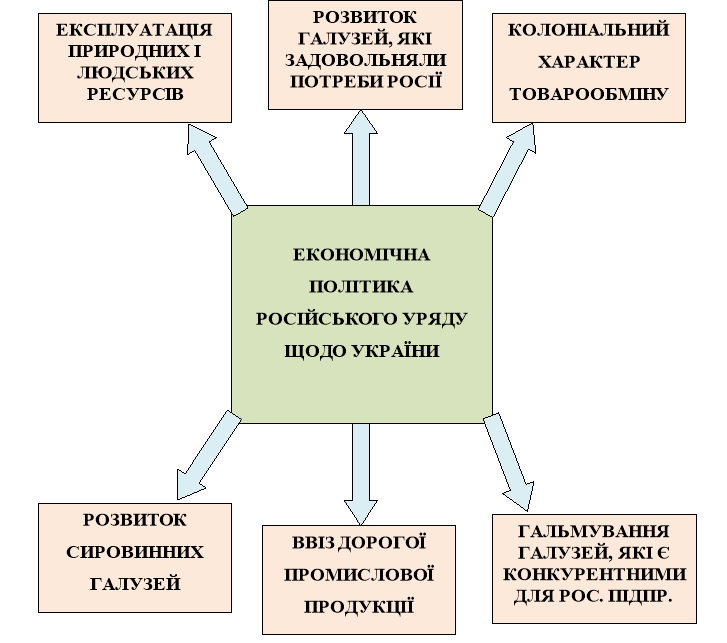 ЕКСПЛУАТАЦІЯ
ПРИРОДНИХ І
ЛЮДСЬКИХ
РЕСУРСІВ
РОЗВИТОК
ГАЛУЗЕЙ, ЯКІ
ЗАДОВОЛЬНЯЛИ
ПОТРЕБИ РОСІЇ
КОЛОНІАЛЬНИЙ
ХАРАКТЕР
ТОВАРООБМІНУ
ЕКОНОМІЧНА
ПОЛІТИКА
РОСІЙСЬКОГО УРЯДУ
ЩОДО УКРАЇНИ
РОЗВИТОК
СИРОВИННИХ
ГАЛУЗЕЙ
ВВІЗ ДОРОГОЇ
ПРОМИСЛОВОЇ
ПРОДУКЦІЇ
ГАЛЬМУВАННЯ
ГАЛУЗЕЙ, ЯКІ Є
КОНКУРЕНТНИМИ
ДЛЯ РОС. ПІДПР.